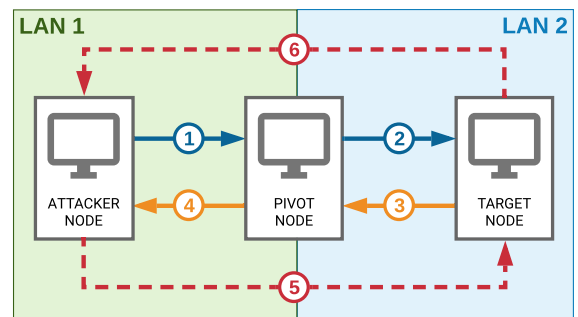 LAN 1
LAN 2
6
1
2
ATTACKER
NODE
PIVOT
NODE
TARGET
NODE
4
3
5